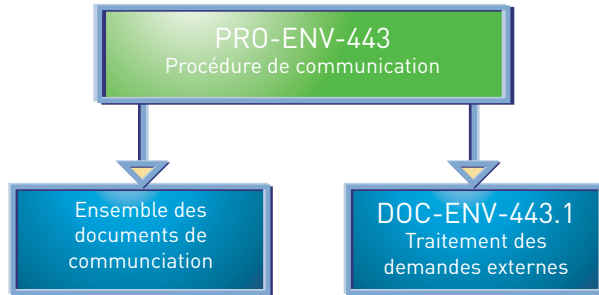 PRO-ENV-443
Procédure de communication
Ensemble des
documents de
communciation
DOC-ENV-443.1
Traitement des
demandes externes